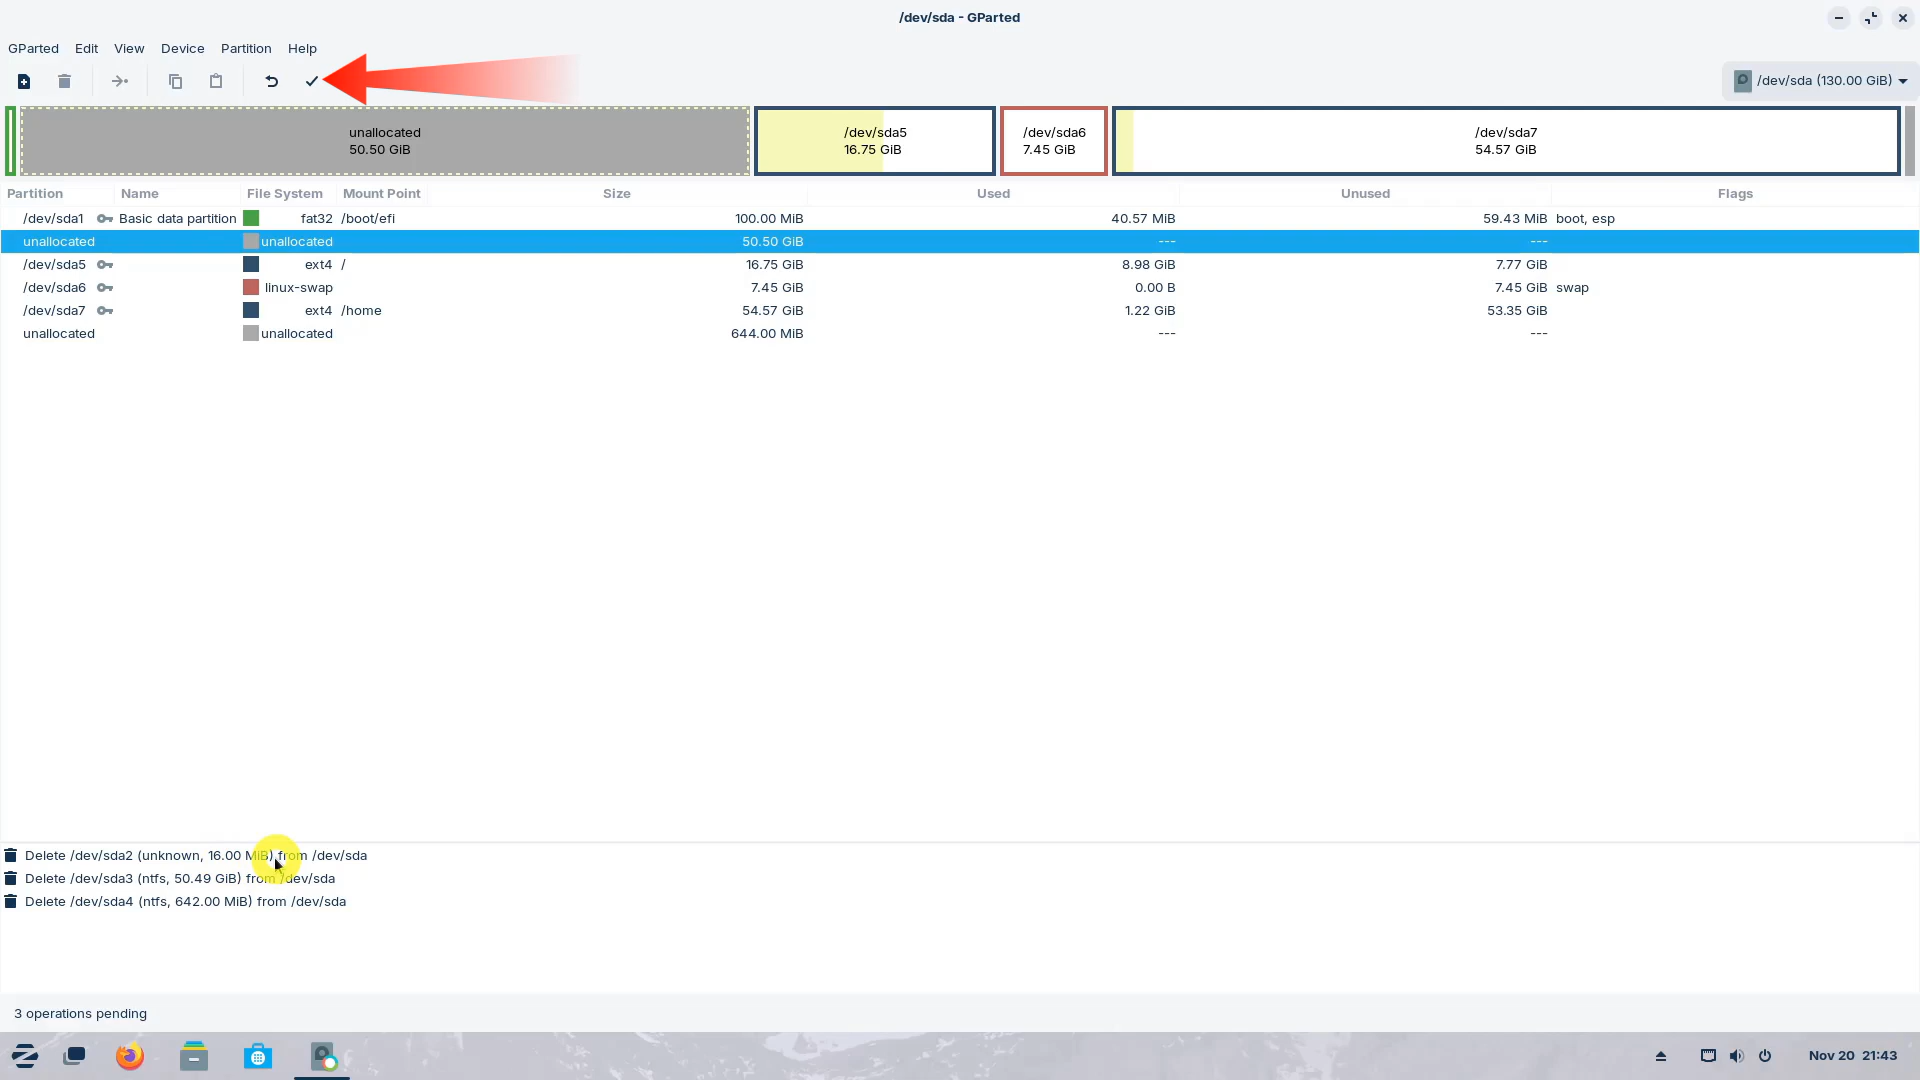 /dev/sda - GParted
GParted Edit View Device Partition Help
/dev/sda (130.00 GiB)
unallocated
50.50 GiB
/dev/sda5
16.75 GiB
/dev/sda6
7.45 GiB
/dev/sda7
54.57 GiB
Partition Name File System Mount Point Size Used Unused Flags
/dev/sda1 Basic data partition fat32 /boot/efi 100.00 MiB 40.57 MiB 59.43 MiB boot, esp
unallocated unallocated 50.50 GiB --- ---
/dev/sda5 ext4 / 16.75 GiB 8.98 GiB 7.77 GiB
/dev/sda6 linux-swap 7.45 GiB 0.00 B 7.45 GiB swap
/dev/sda7 ext4 /home 54.57 GiB 1.22 GiB 53.35 GiB
unallocated unallocated 644.00 MiB --- ---
Delete /dev/sda2 (unknown, 16.00 MiB) from /dev/sda
Delete /dev/sda3 (ntfs, 50.49 GiB) from /dev/sda
Delete /dev/sda4 (ntfs, 642.00 MiB) from /dev/sda
3 operations pending
Nov 20 21:43